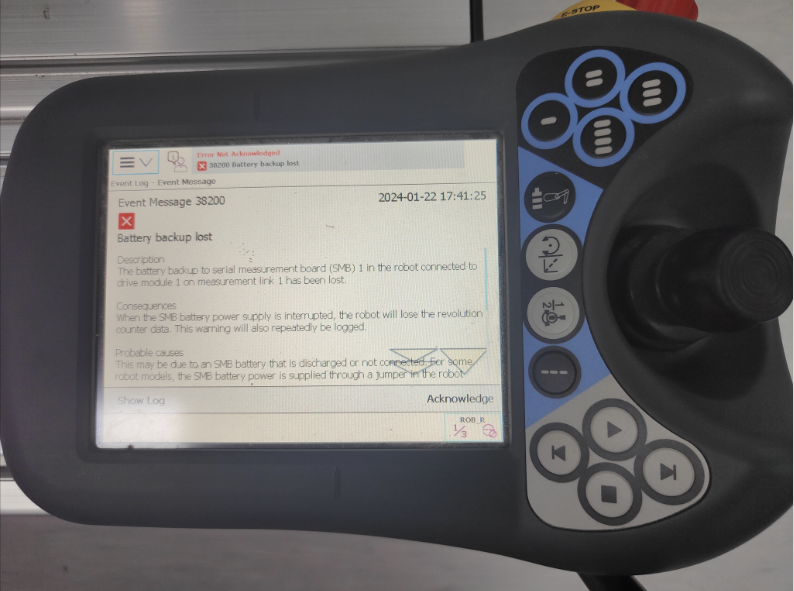 E-STOP
Error Not Acknowledged
38200 Battery backup lost
Event Log - Event Message
Event Message 38200
2024-01-22 17:41:25
Battery backup lost
Description
The battery backup to serial measurement board (SMB) 1 in the robot connected to
drive module 1 on measurement link 1 has been lost.
Consequences
When the SMB battery power supply is interrupted, the robot will lose the revolution
counter data. This warning will also repeatedly be logged.
Probable causes
This may be due to an SMB battery that is discharged or not connected. For some
robot models, the SMB battery power is supplied through a jumper in the robot
Show Log
Acknowledge
ROB_R
1/3